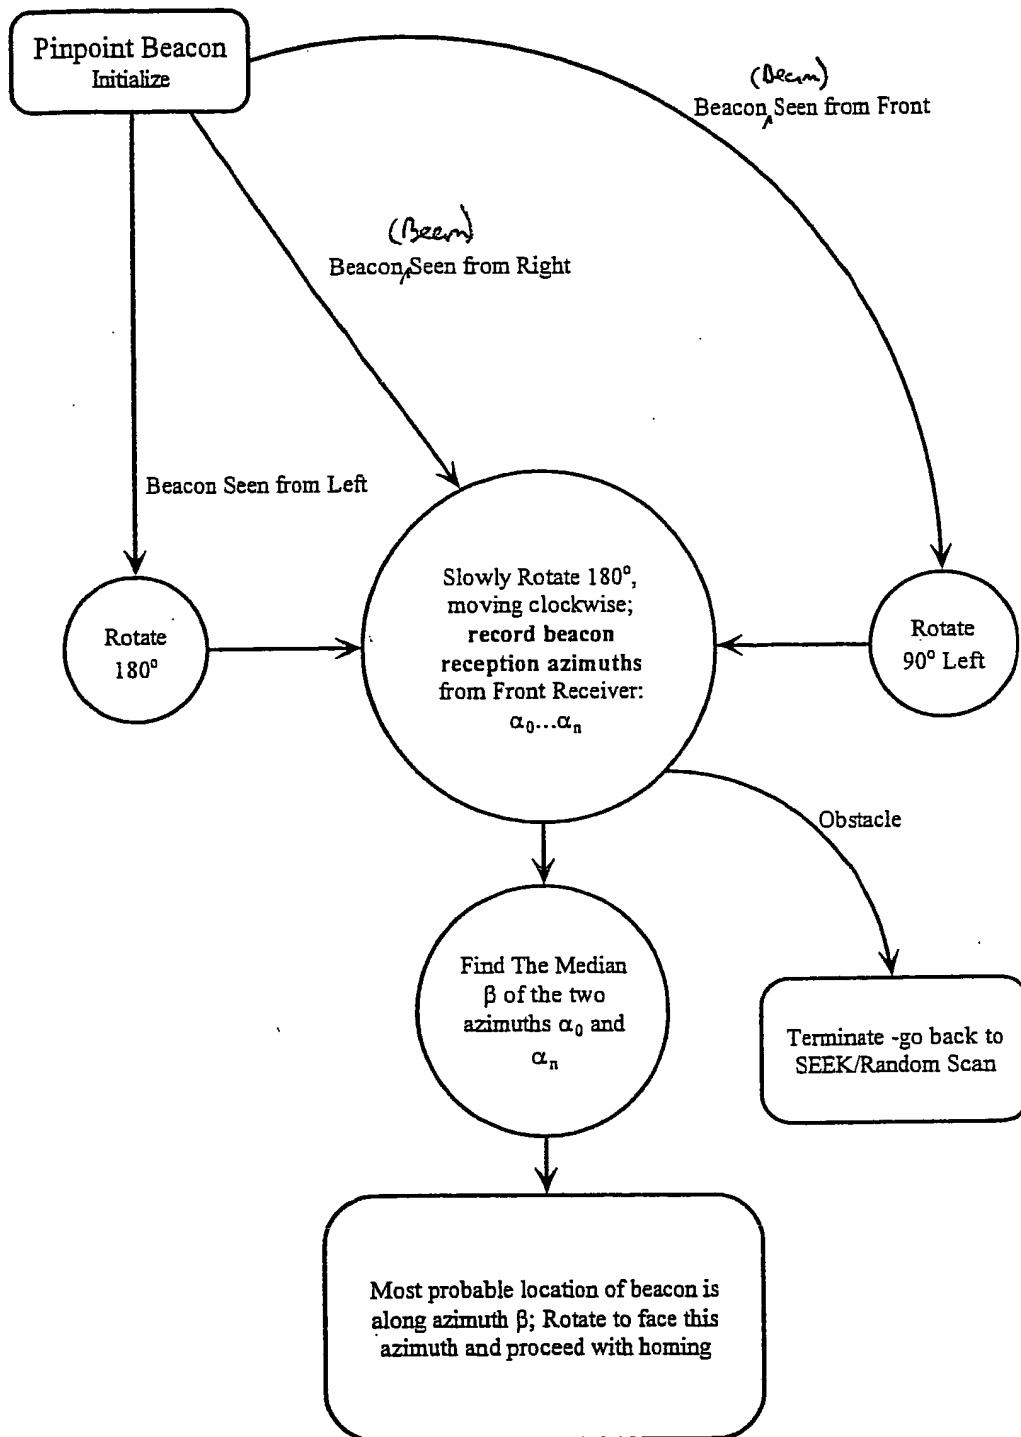 Pinpoint Beacon
Initialize
(Beam)
Beacon Seen from Front
(Beam)
Beacon Seen from Right
Beacon Seen from Left
Slowly Rotate 180°,
moving clockwise;
record beacon
reception azimuths
from Front Receiver:
α₀...αₙ
Rotate
180°
Rotate
90° Left
Obstacle
Find The Median
β of the two
azimuths α₀ and
αₙ
Terminate -go back to
SEEK/Random Scan
Most probable location of beacon is
along azimuth β; Rotate to face this
azimuth and proceed with homing